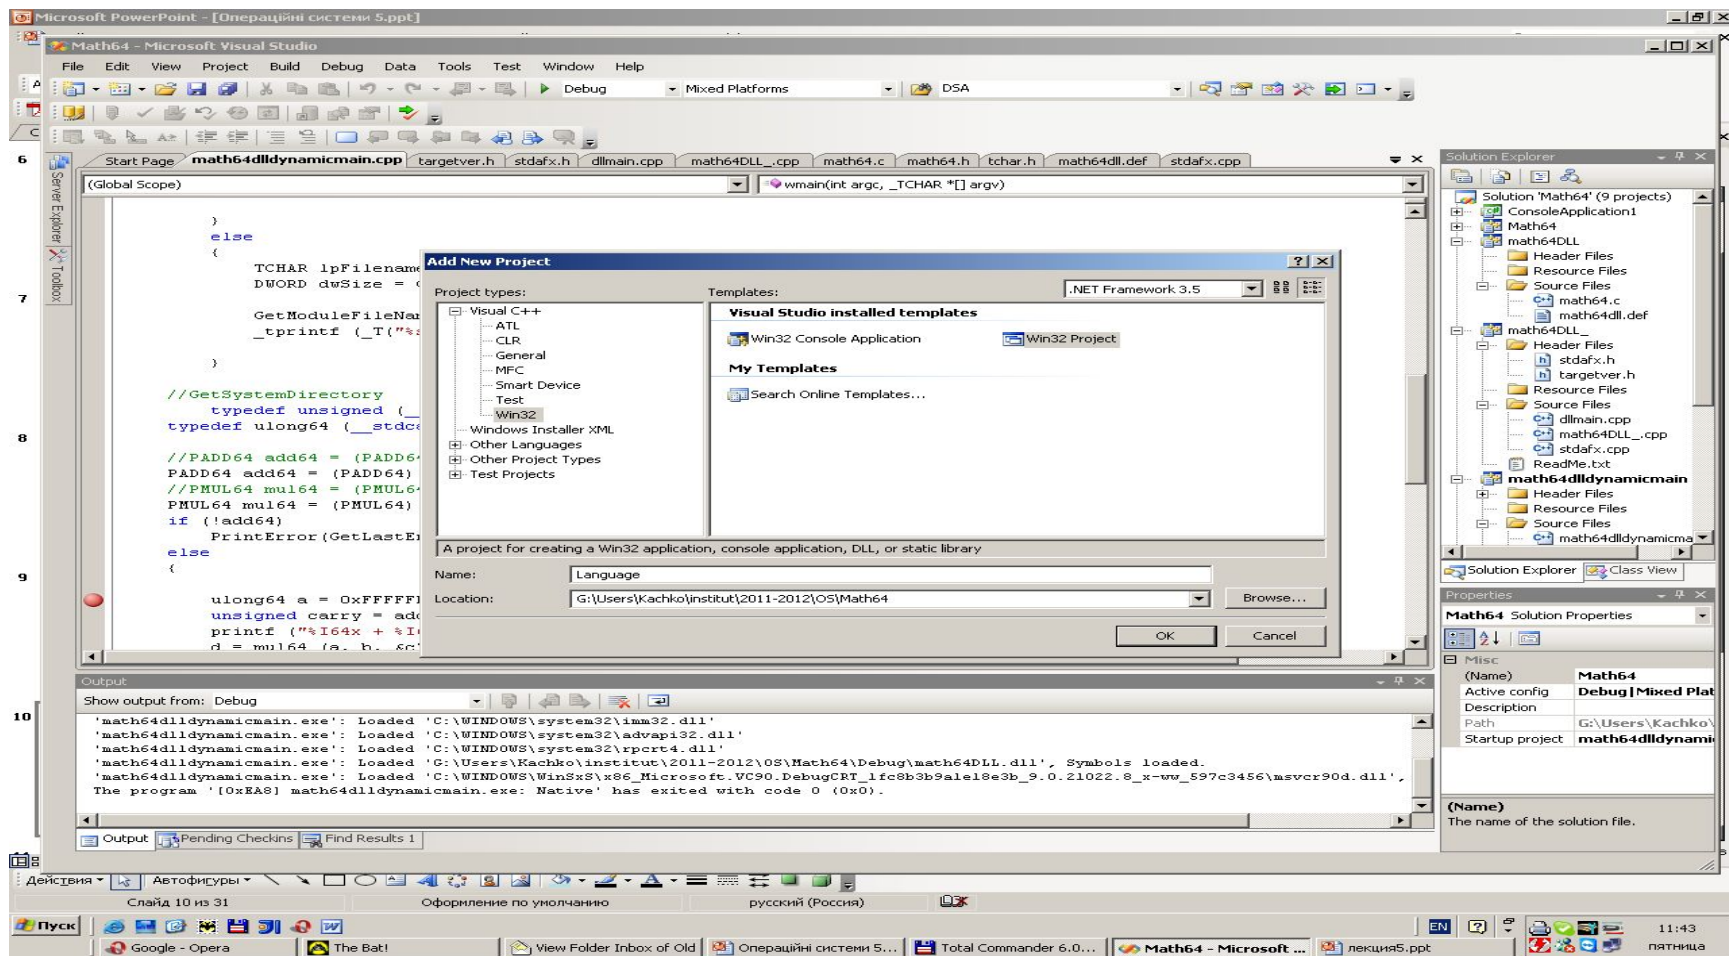 Microsoft PowerPoint - [Операційні системи 5.ppt]
Math64 - Microsoft Visual Studio
File Edit View Project Build Debug Data Tools Test Window Help
Debug Mixed Platforms DSA
Start Page math64dlldynamicmain.cpp targetver.h stdafx.h dllmain.cpp math64DLL_.cpp math64.c math64.h tchar.h math64dll.def stdafx.cpp
(Global Scope) wmain(int argc, _TCHAR *[] argv)
Server Explorer
Toolbox
6
7
8
9
10
}
else
{
TCHAR lpFilename
DWORD dwSize =
GetModuleFileNa
_tprintf (_T("%s
}
//GetSystemDirectory
typedef unsigned (__
typedef ulong64 (__stdc
//PADD64 add64 = (PADD6
PADD64 add64 = (PADD64)
//PMUL64 mul64 = (PMUL6
PMUL64 mul64 = (PMUL64)
if (!add64)
PrintError(GetLastE
else
{
ulong64 a = 0xFFFFF
unsigned carry = add
printf ("%I64x + %I
d = mul64 (a, b, &c
Add New Project
Project types:
Visual C++
ATL
CLR
General
MFC
Smart Device
Test
Win32
Windows Installer XML
Other Languages
Other Project Types
Test Projects
Templates: .NET Framework 3.5
Visual Studio installed templates
Win32 Console Application Win32 Project
My Templates
Search Online Templates...
A project for creating a Win32 application, console application, DLL, or static library
Name: Language
Location: G:\Users\Kachko\institut\2011-2012\OS\Math64 Browse...
OK Cancel
Solution Explorer
Solution 'Math64' (9 projects)
ConsoleApplication1
Math64
math64DLL
Header Files
Resource Files
Source Files
math64.c
math64dll.def
math64DLL_
Header Files
stdafx.h
targetver.h
Resource Files
Source Files
dllmain.cpp
math64DLL_.cpp
stdafx.cpp
ReadMe.txt
math64dlldynamicmain
Header Files
Resource Files
Source Files
math64dlldynamicma
Solution Explorer Class View
Properties
Math64 Solution Properties
Misc
(Name) Math64
Active config Debug|Mixed Plat
Description
Path G:\Users\Kachko\
Startup project math64dlldynami
(Name)
The name of the solution file.
Output
Show output from: Debug
'math64dlldynamicmain.exe': Loaded 'C:\WINDOWS\system32\imm32.dll'
'math64dlldynamicmain.exe': Loaded 'C:\WINDOWS\system32\advapi32.dll'
'math64dlldynamicmain.exe': Loaded 'C:\WINDOWS\system32\rpcrt4.dll'
'math64dlldynamicmain.exe': Loaded 'G:\Users\Kachko\institut\2011-2012\OS\Math64\Debug\math64DLL.dll', Symbols loaded.
'math64dlldynamicmain.exe': Loaded 'C:\WINDOWS\WinSxS\x86_Microsoft.VC90.DebugCRT_1fc8b3b9a1e18e3b_9.0.21022.8_x-ww_597c3456\msvcr90d.dll',
The program '[0xEA8] math64dlldynamicmain.exe: Native' has exited with code 0 (0x0).
Output Pending Checkins Find Results 1
Действия Автофигуры
Слайд 10 из 31 Оформление по умолчанию русский (Россия)
Пуск EN 11:43
Google - Opera The Bat! View Folder Inbox of Old Операційні системи 5... Total Commander 6.0... Math64 - Microsoft ... лекция5.ppt пятница